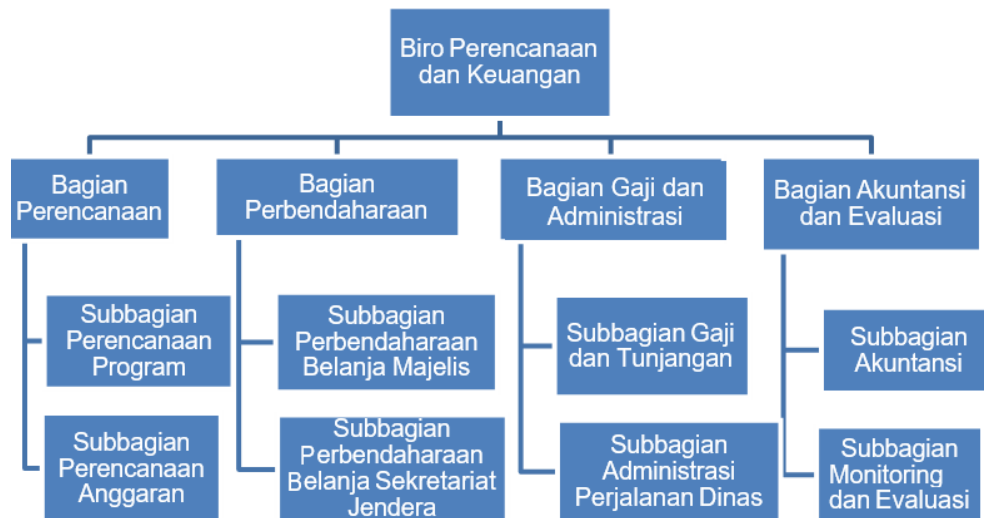 Biro Perencanaan
dan Keuangan
Bagian
Perencanaan
Bagian
Perbendaharaan
Bagian Gaji dan
Administrasi
Bagian Akuntansi
dan Evaluasi
Subbagian
Perencanaan
Program
Subbagian
Perbendaharaan
Belanja Majelis
Subbagian Gaji
dan Tunjangan
Subbagian
Akuntansi
Subbagian
Perencanaan
Anggaran
Subbagian
Perbendaharaan
Belanja Sekretariat
Jendera
Subbagian
Administrasi
Perjalanan Dinas
Subbagian
Monitoring
dan Evaluasi